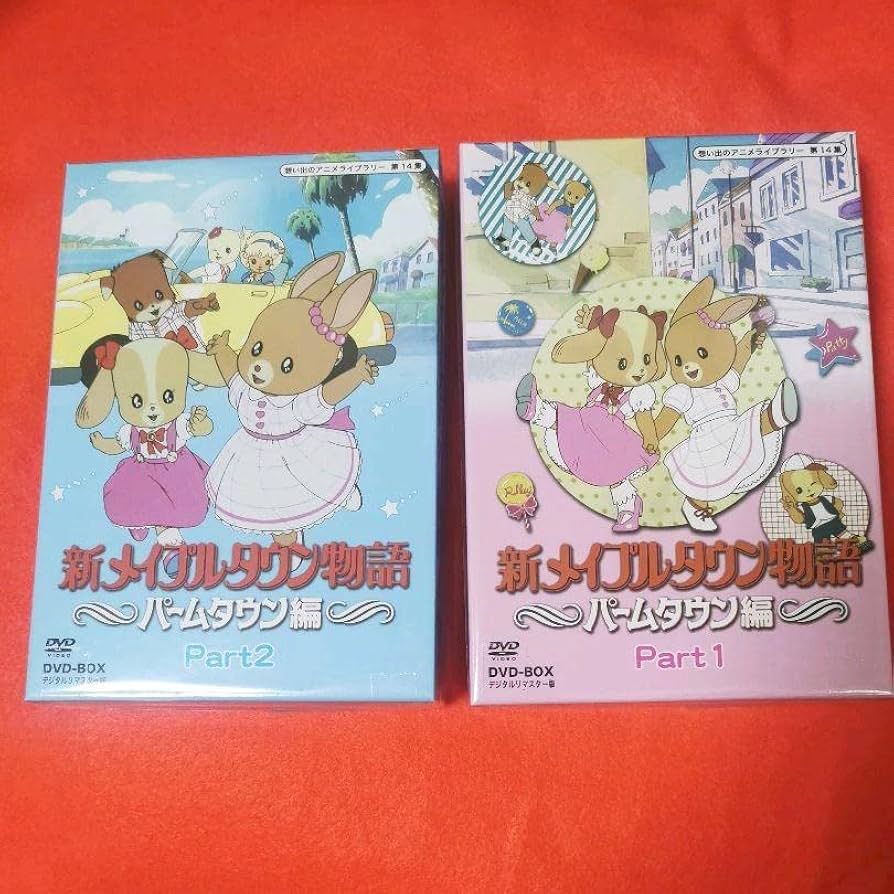 想い出のアニメライブラリー 第14集
新メイプルタウン物語
パームタウン編
Part2
DVD
VIDEO
DVD-BOX
デジタルリマスター版
想い出のアニメライブラリー 第14集
Patty
新メイプルタウン物語
パームタウン編
Part1
DVD
VIDEO
DVD-BOX
デジタルリマスター版